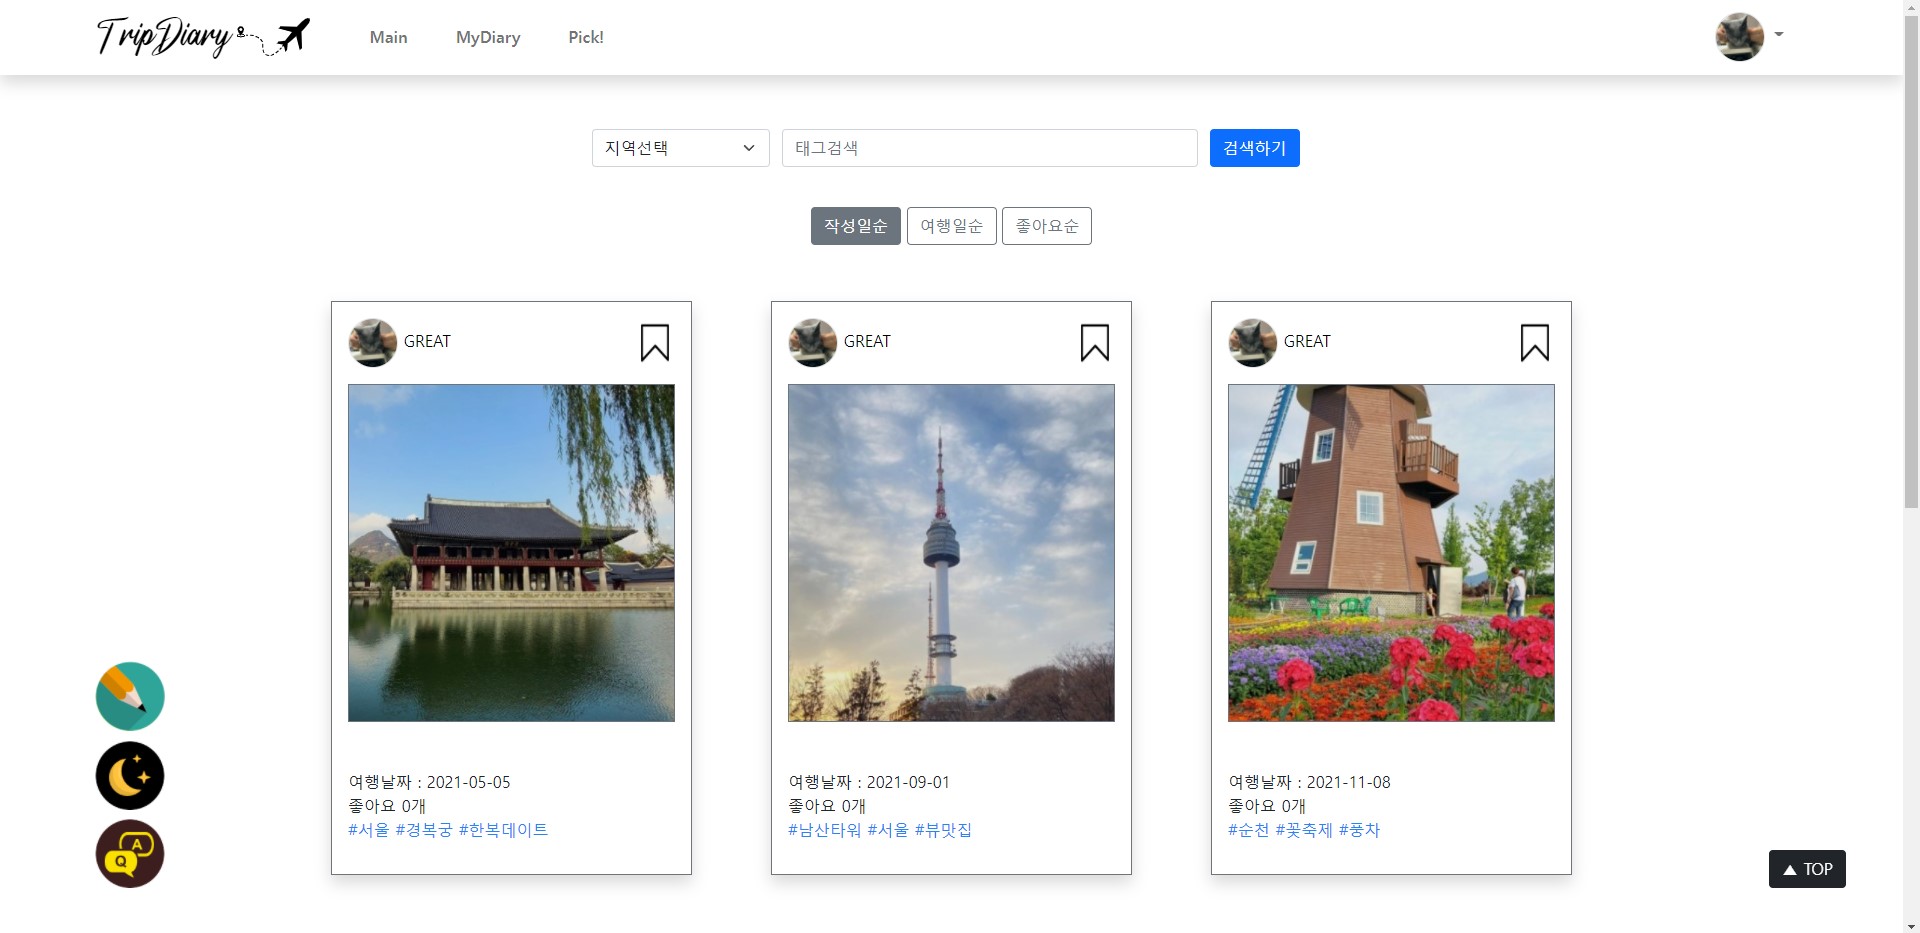 TripDiary
Main
MyDiary
Pick!
지역선택
태그검색
검색하기
작성일순
여행일순
좋아요순
GREAT
여행날짜 : 2021-05-05
좋아요 0개
#서울 #경복궁 #한복데이트
GREAT
여행날짜 : 2021-09-01
좋아요 0개
#남산타워 #서울 #뷰맛집
GREAT
여행날짜 : 2021-11-08
좋아요 0개
#순천 #꽃축제 #풍차
A
Q
▲ TOP